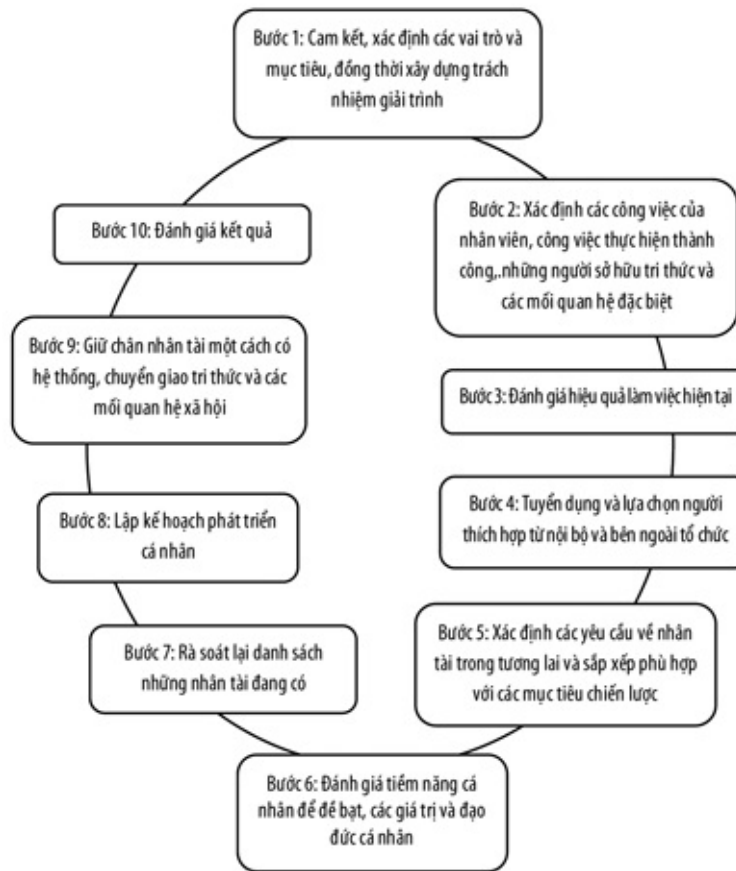 Bước 1: Cam kết, xác định các vai trò và
mục tiêu, đồng thời xây dựng trách
nhiệm giải trình
Bước 2: Xác định các công việc của
nhân viên, công việc thực hiện thành
công,.những người sở hữu tri thức và
các mối quan hệ đặc biệt
Bước 3: Đánh giá hiệu quả làm việc hiện tại
Bước 4: Tuyển dụng và lựa chọn người
thích hợp từ nội bộ và bên ngoài tổ chức
Bước 5: Xác định các yêu cầu về nhân
tài trong tương lai và sắp xếp phù hợp
với các mục tiêu chiến lược
Bước 6: Đánh giá tiềm năng cá
nhân để đề bạt, các giá trị và đạo
đức cá nhân
Bước 7: Rà soát lại danh sách
những nhân tài đang có
Bước 8: Lập kế hoạch phát triển
cá nhân
Bước 9: Giữ chân nhân tài một cách có
hệ thống, chuyển giao tri thức và các
mối quan hệ xã hội
Bước 10: Đánh giá kết quả